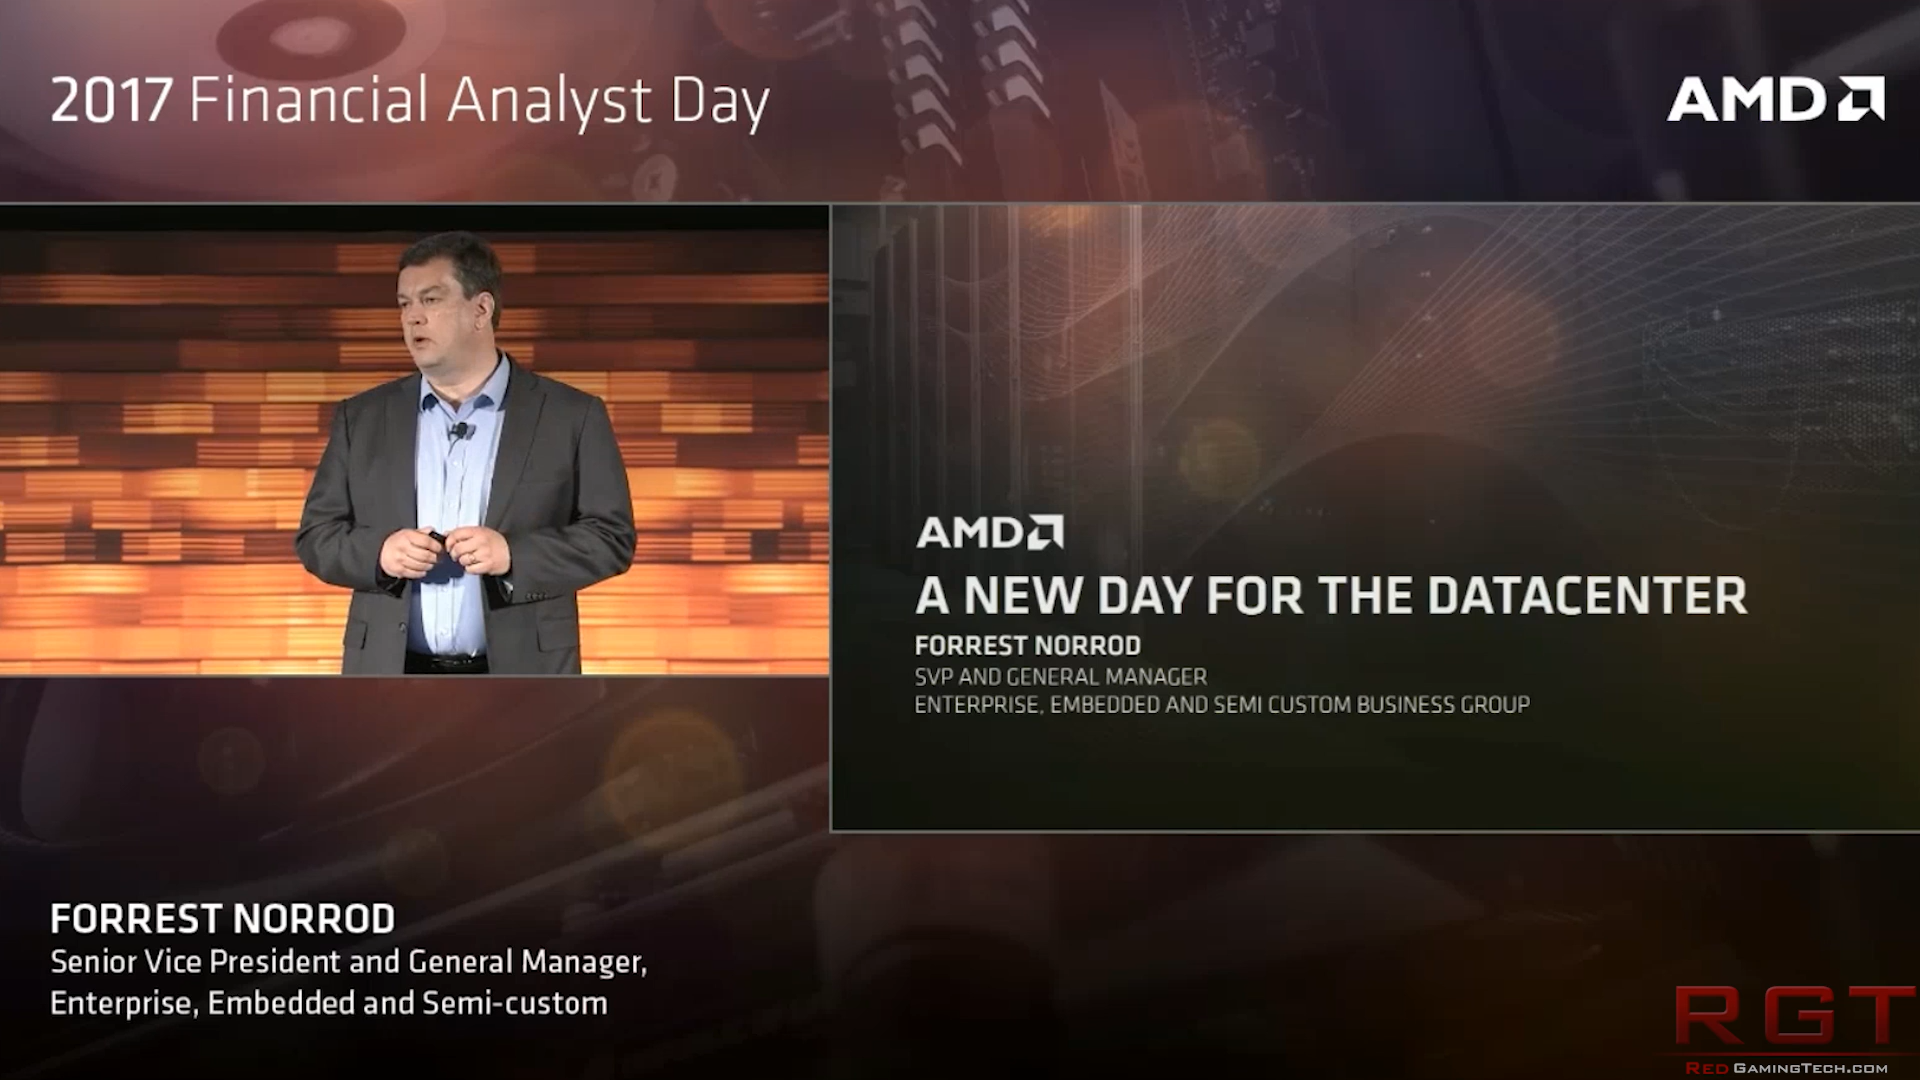 2017 Financial Analyst Day
AMD
AMD
A NEW DAY FOR THE DATACENTER
FORREST NORROD
SVP AND GENERAL MANAGER
ENTERPRISE, EMBEDDED AND SEMI CUSTOM BUSINESS GROUP
FORREST NORROD
Senior Vice President and General Manager,
Enterprise, Embedded and Semi-custom
RGT
REDGAMINGTECH.COM